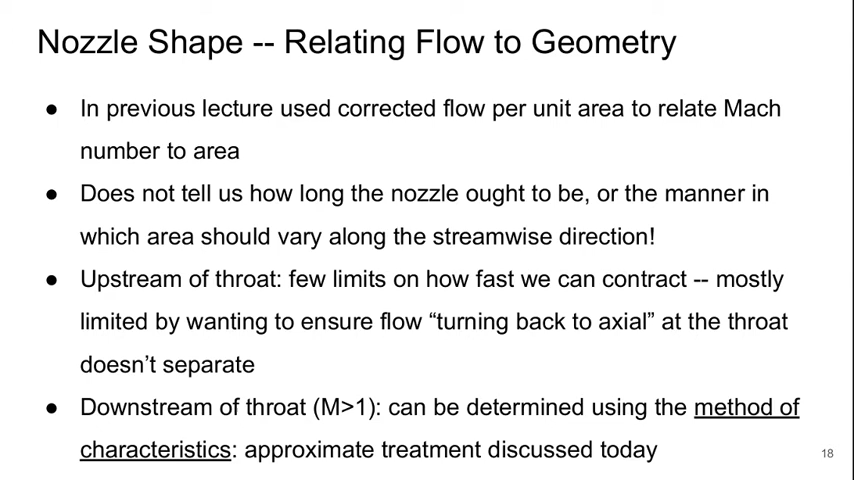 Nozzle Shape -- Relating Flow to Geometry
● In previous lecture used corrected flow per unit area to relate Mach
number to area
● Does not tell us how long the nozzle ought to be, or the manner in
which area should vary along the streamwise direction!
● Upstream of throat: few limits on how fast we can contract -- mostly
limited by wanting to ensure flow “turning back to axial” at the throat
doesn’t separate
● Downstream of throat (M>1): can be determined using the method of
characteristics: approximate treatment discussed today
18